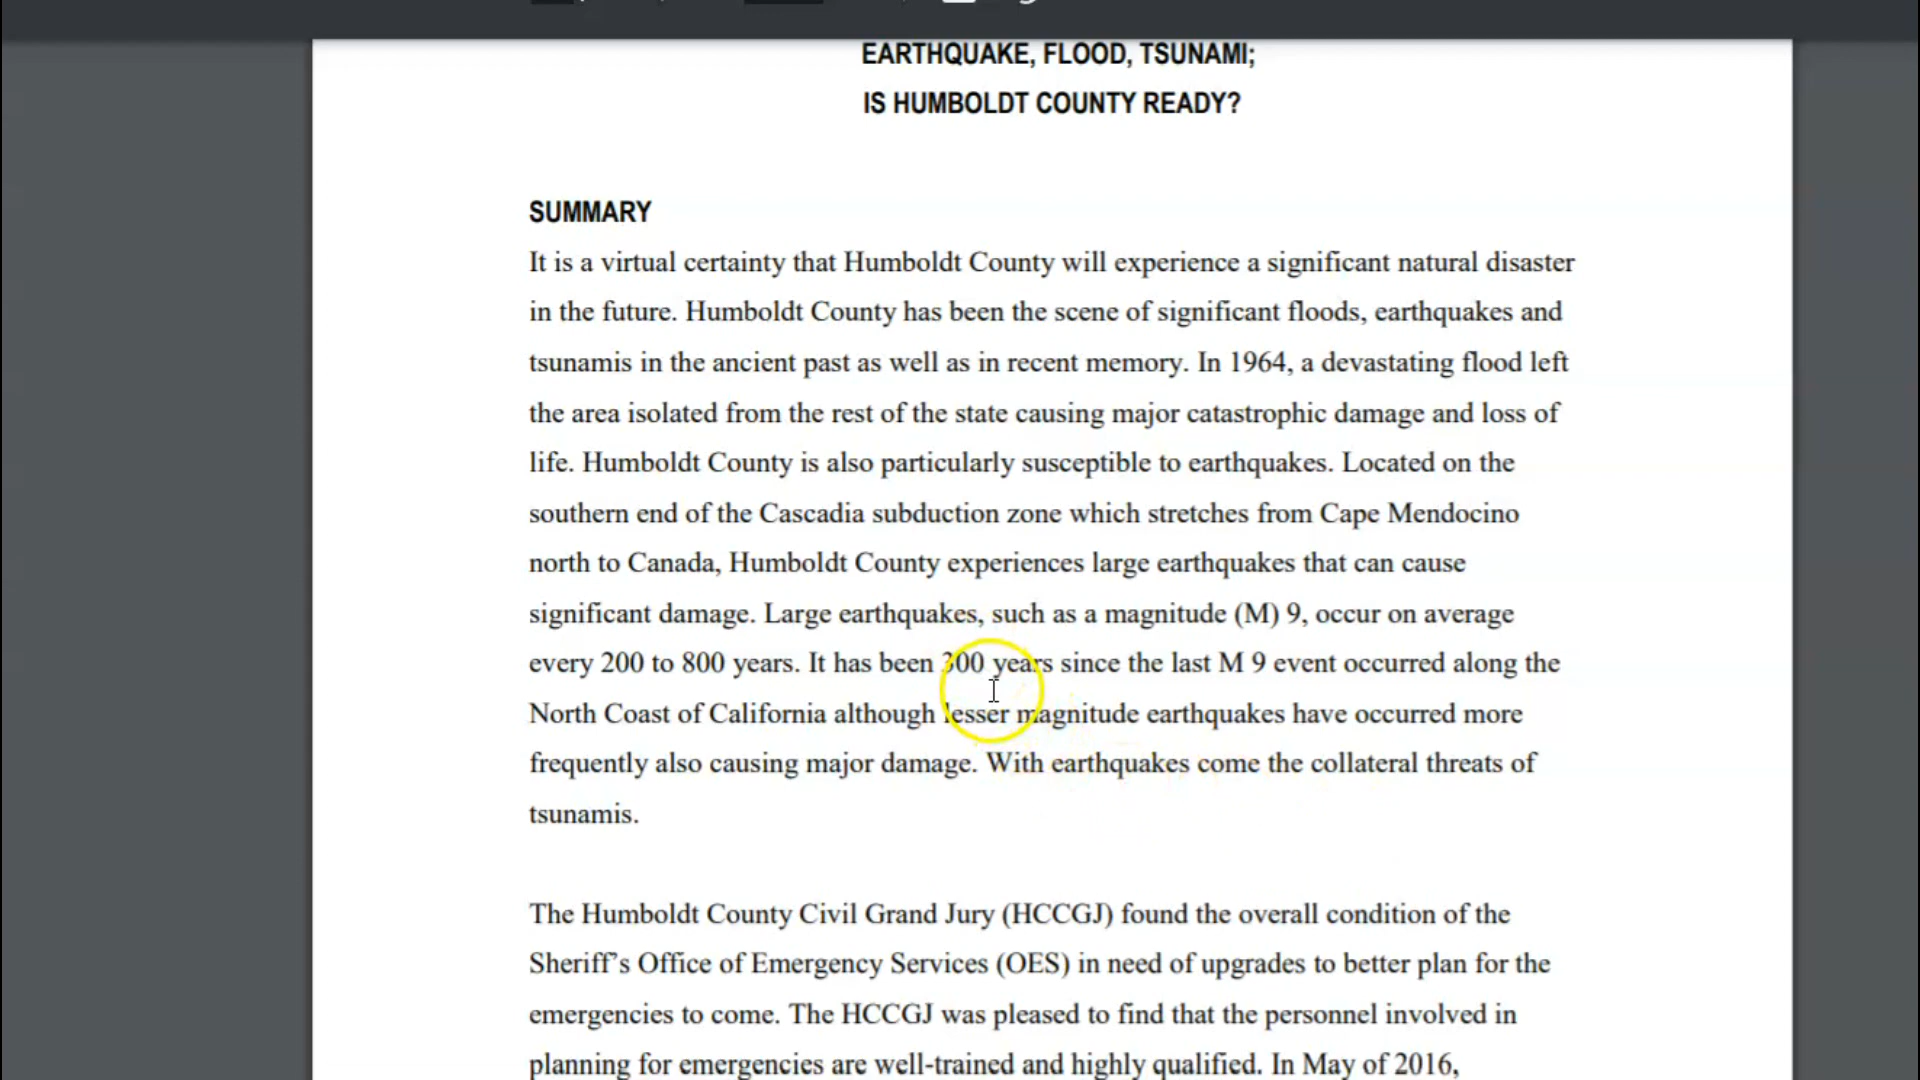 EARTHQUAKE, FLOOD, TSUNAMI;
IS HUMBOLDT COUNTY READY?
SUMMARY
It is a virtual certainty that Humboldt County will experience a significant natural disaster
in the future. Humboldt County has been the scene of significant floods, earthquakes and
tsunamis in the ancient past as well as in recent memory. In 1964, a devastating flood left
the area isolated from the rest of the state causing major catastrophic damage and loss of
life. Humboldt County is also particularly susceptible to earthquakes. Located on the
southern end of the Cascadia subduction zone which stretches from Cape Mendocino
north to Canada, Humboldt County experiences large earthquakes that can cause
significant damage. Large earthquakes, such as a magnitude (M) 9, occur on average
every 200 to 800 years. It has been 300 years since the last M 9 event occurred along the
North Coast of California although lesser magnitude earthquakes have occurred more
frequently also causing major damage. With earthquakes come the collateral threats of
tsunamis.
The Humboldt County Civil Grand Jury (HCCGJ) found the overall condition of the
Sheriff's Office of Emergency Services (OES) in need of upgrades to better plan for the
emergencies to come. The HCCGJ was pleased to find that the personnel involved in
planning for emergencies are well-trained and highly qualified. In May of 2016,